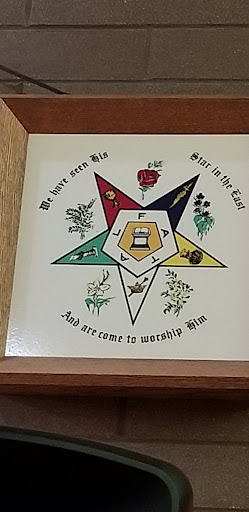 We have seen His
Star in the East
F
A
T
A
L
And are come to worship Him